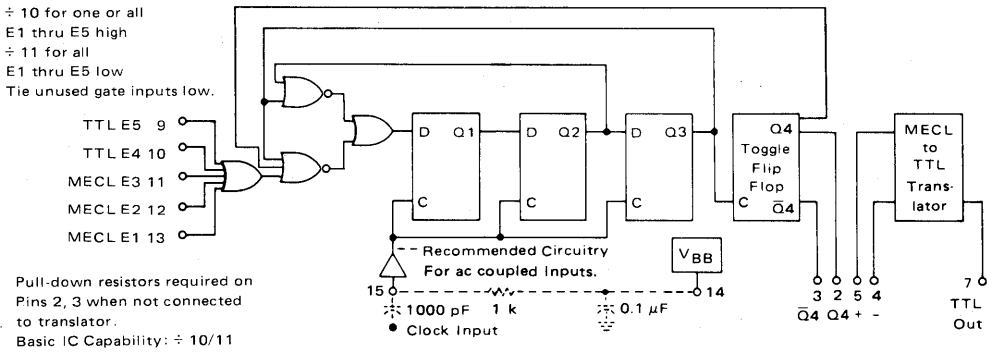 ÷ 10 for one or all
E1 thru E5 high
÷ 11 for all
E1 thru E5 low
Tie unused gate inputs low.
TTL E5 9
TTL E4 10
MECL E3 11
MECL E2 12
MECL E1 13
D Q1
C
D Q2
C
D Q3
C
Q4
Toggle
Flip
Flop
C Q̅4
MECL
to
TTL
Trans-
lator
Recommended Circuitry
For ac coupled Inputs.
VBB
15
14
1000 pF
1 k
0.1 µF
Clock Input
3 2 5 4
Q̅4 Q4 + -
7
TTL
Out
Pull-down resistors required on
Pins 2, 3 when not connected
to translator.
Basic IC Capability: ÷ 10/11